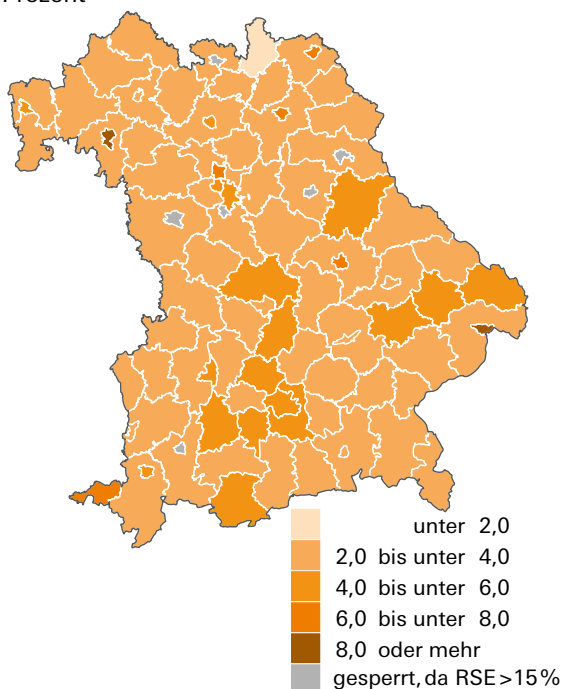 Prozent
unter 2,0
2,0 bis unter 4,0
4,0 bis unter 6,0
6,0 bis unter 8,0
8,0 oder mehr
gesperrt, da RSE > 15 %